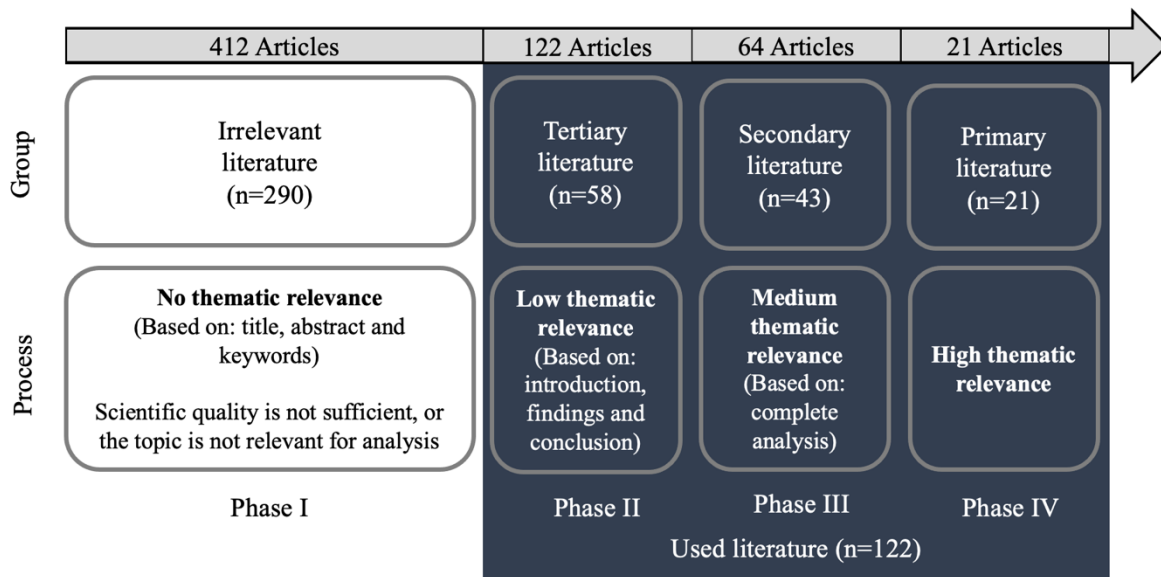 412 Articles
122 Articles
64 Articles
21 Articles
Group
Irrelevant
literature
(n=290)
Tertiary
literature
(n=58)
Secondary
literature
(n=43)
Primary
literature
(n=21)
Process
No thematic relevance
(Based on: title, abstract and
keywords)
Scientific quality is not sufficient, or
the topic is not relevant for analysis
Low thematic
relevance
(Based on:
introduction,
findings and
conclusion)
Medium
thematic
relevance
(Based on:
complete
analysis)
High thematic
relevance
Phase I
Phase II
Phase III
Phase IV
Used literature (n=122)